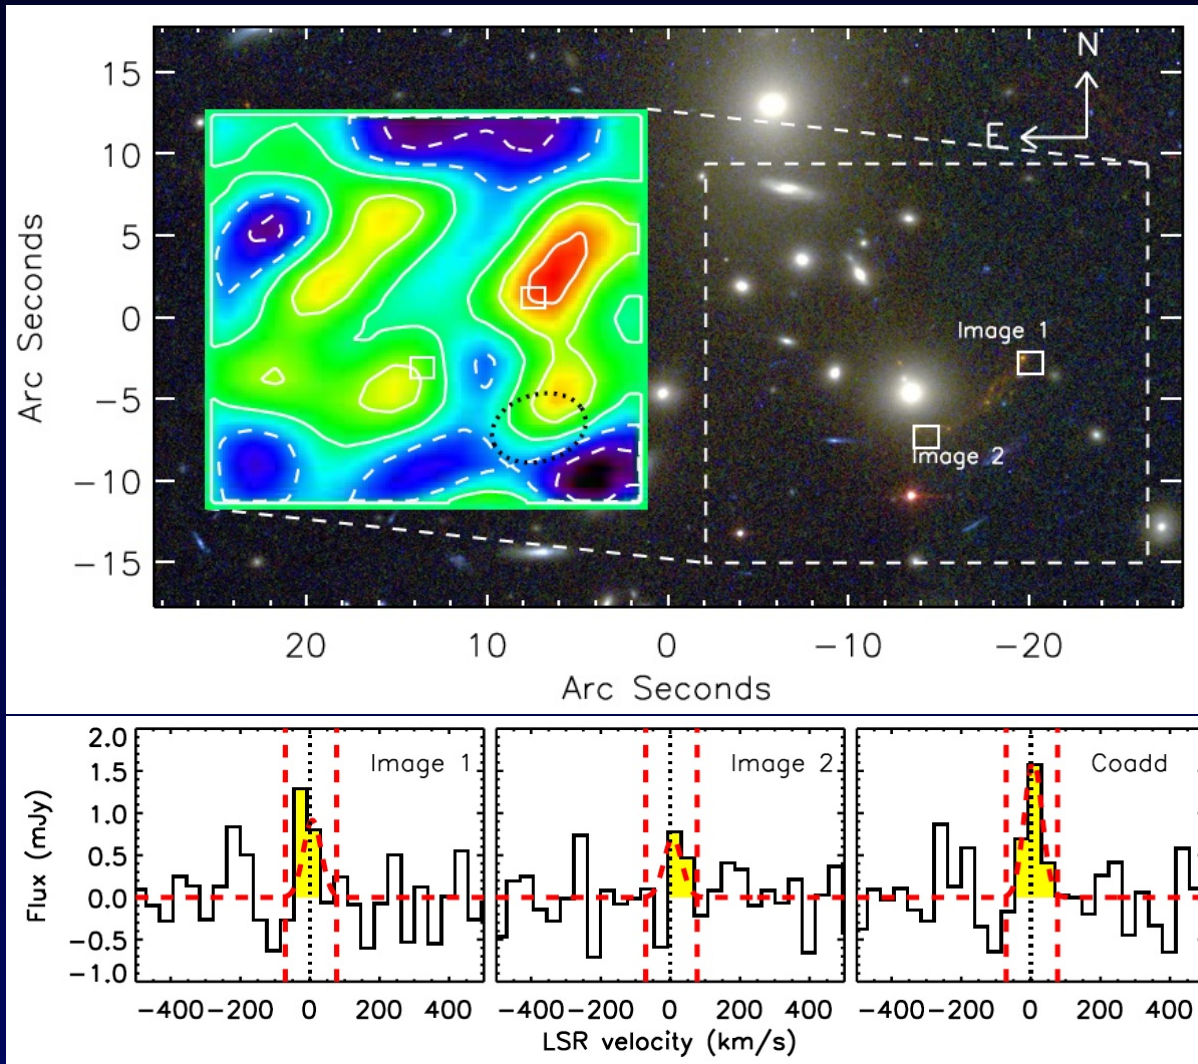 N
E
15
10
5
0
−5
−10
−15
Arc Seconds
Image 1
Image 2
20 10 0 −10 −20
Arc Seconds
2.0
1.5
1.0
0.5
0.0
−0.5
−1.0
Flux (mJy)
Image 1 Image 2 Coadd
−400 −200 0 200 400 −400 −200 0 200 400 −400 −200 0 200 400
LSR velocity (km/s)